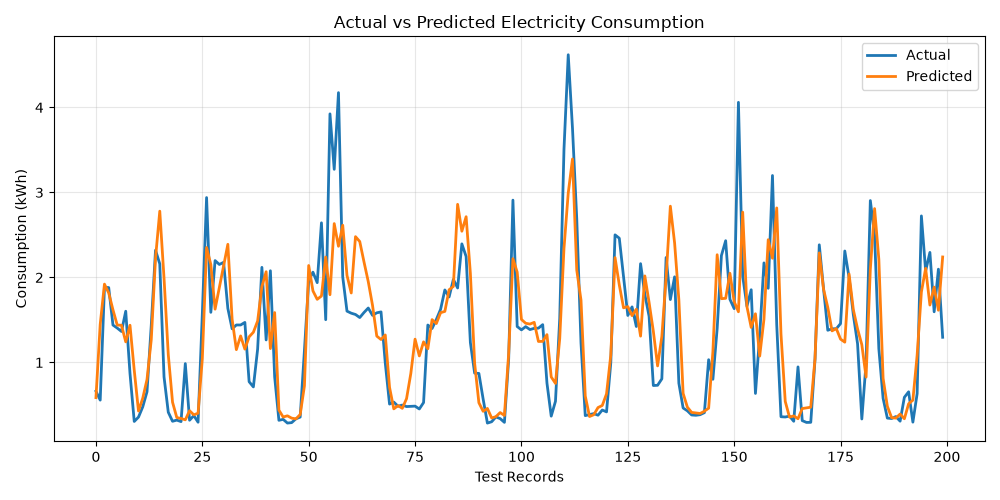 Actual vs Predicted Electricity Consumption
Actual
Predicted
Consumption (kWh)
4
3
2
1
0 25 50 75 100 125 150 175 200
Test Records